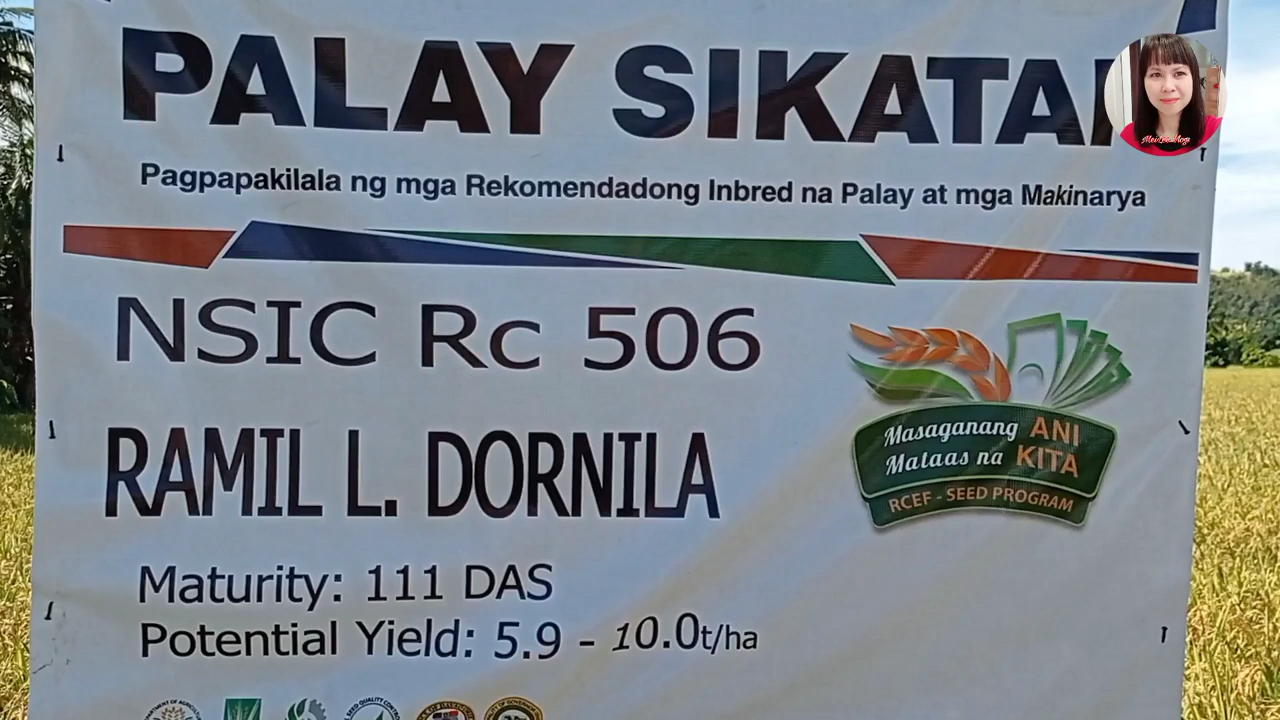 PALAY SIKATAN
Pagpapakilala ng mga Rekomendadong Inbred na Palay at mga Makinarya
NSIC Rc 506
RAMIL L. DORNILA
Masaganang ANI
Mataas na KITA
RCEF - SEED PROGRAM
Maturity: 111 DAS
Potential Yield: 5.9 - 10.0t/ha